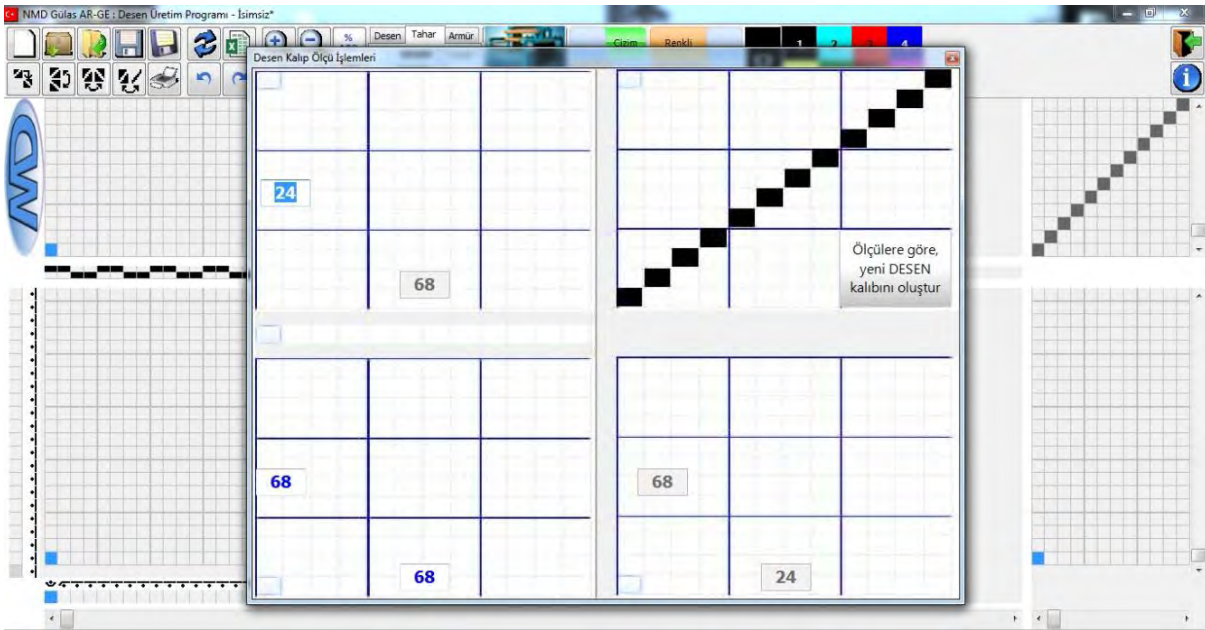 NMD Gülas AR-GE : Desen Üretim Programı - İsimsiz*
Desen Tahar Armür
%
Çizim Renkli 1 2 3 4
Desen Kalıp Ölçü İşlemleri
24
68
Ölçülere göre,
yeni DESEN
kalıbını oluştur
68
68
68
24